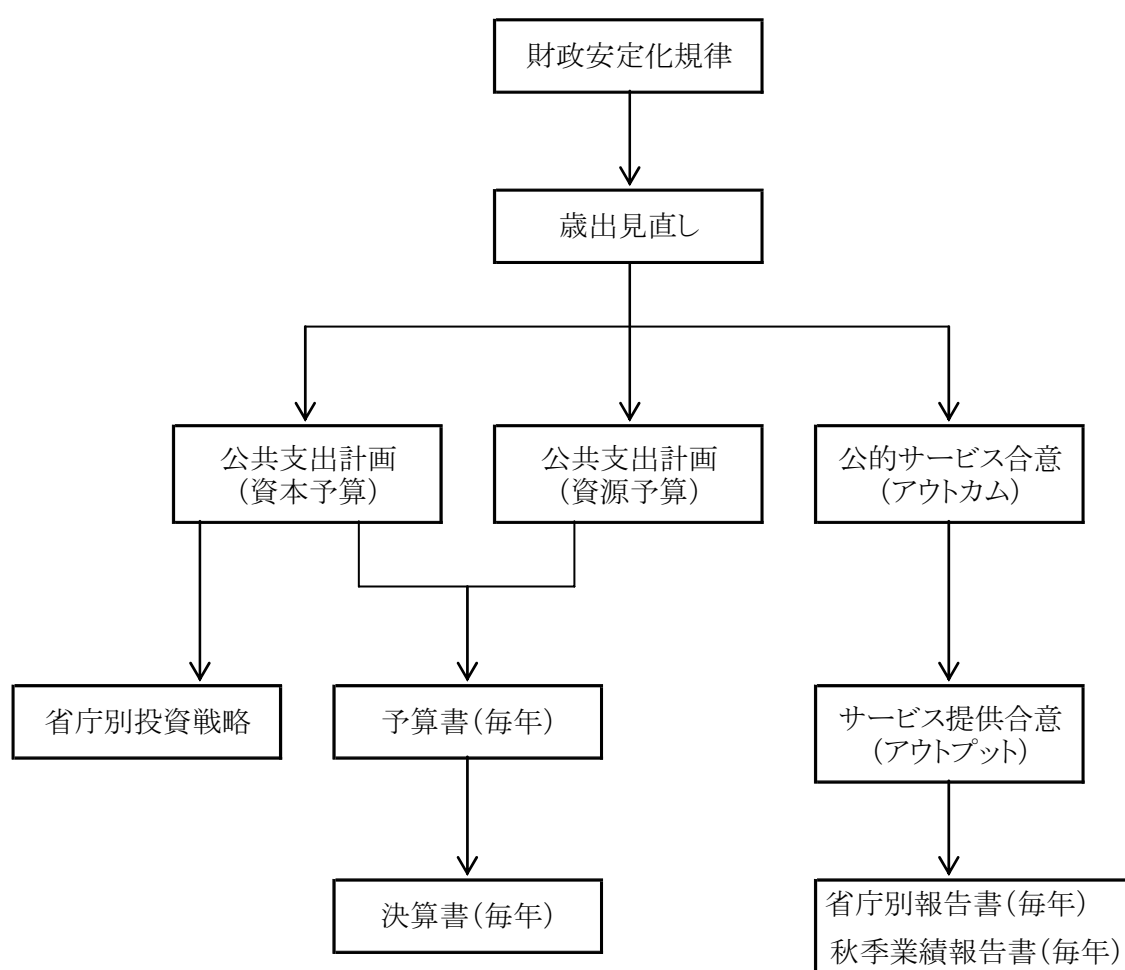 財政安定化規律
歳出見直し
公共支出計画
（資本予算）
公共支出計画
（資源予算）
公的サービス合意
（アウトカム）
省庁別投資戦略
予算書（毎年）
サービス提供合意
（アウトプット）
決算書（毎年）
省庁別報告書（毎年）
秋季業績報告書（毎年）